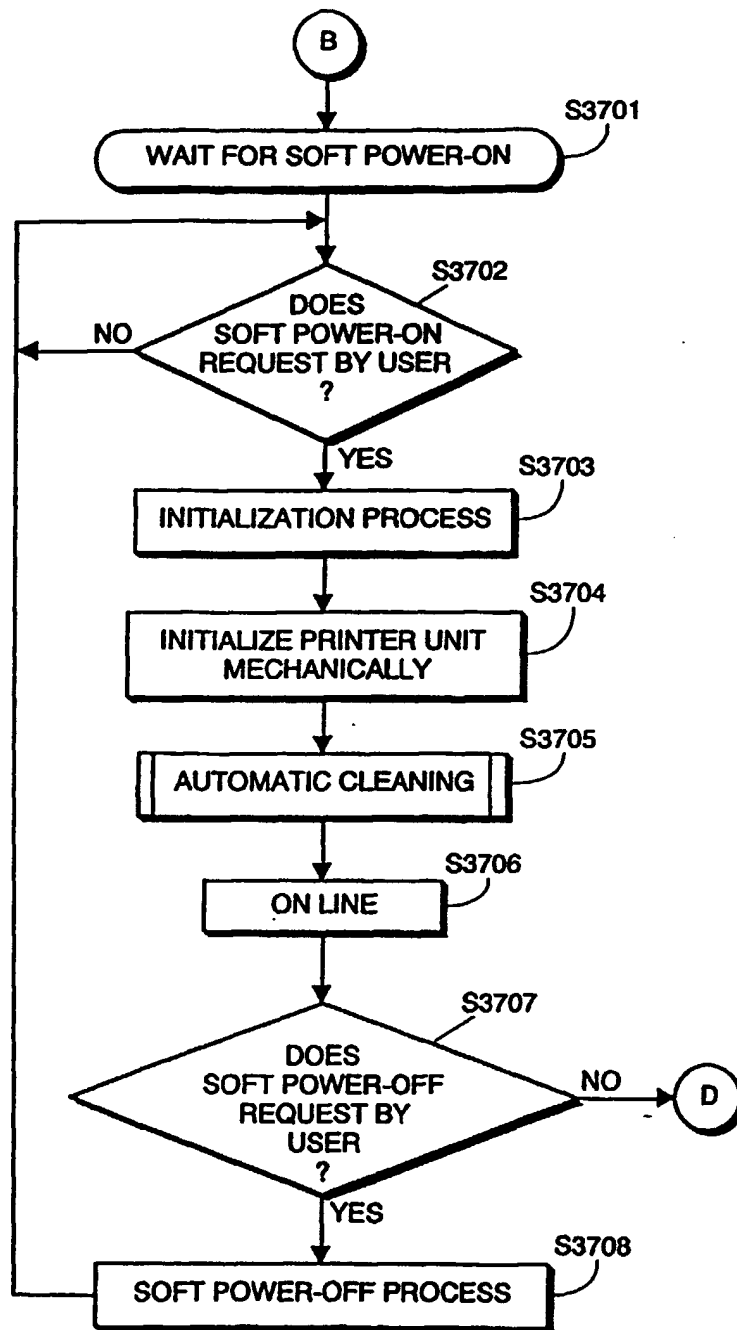 B
S3701
WAIT FOR SOFT POWER-ON
S3702
DOES
SOFT POWER-ON
REQUEST BY USER
?
NO
YES
S3703
INITIALIZATION PROCESS
S3704
INITIALIZE PRINTER UNIT
MECHANICALLY
S3705
AUTOMATIC CLEANING
S3706
ON LINE
S3707
DOES
SOFT POWER-OFF
REQUEST BY
USER
?
NO
D
YES
S3708
SOFT POWER-OFF PROCESS